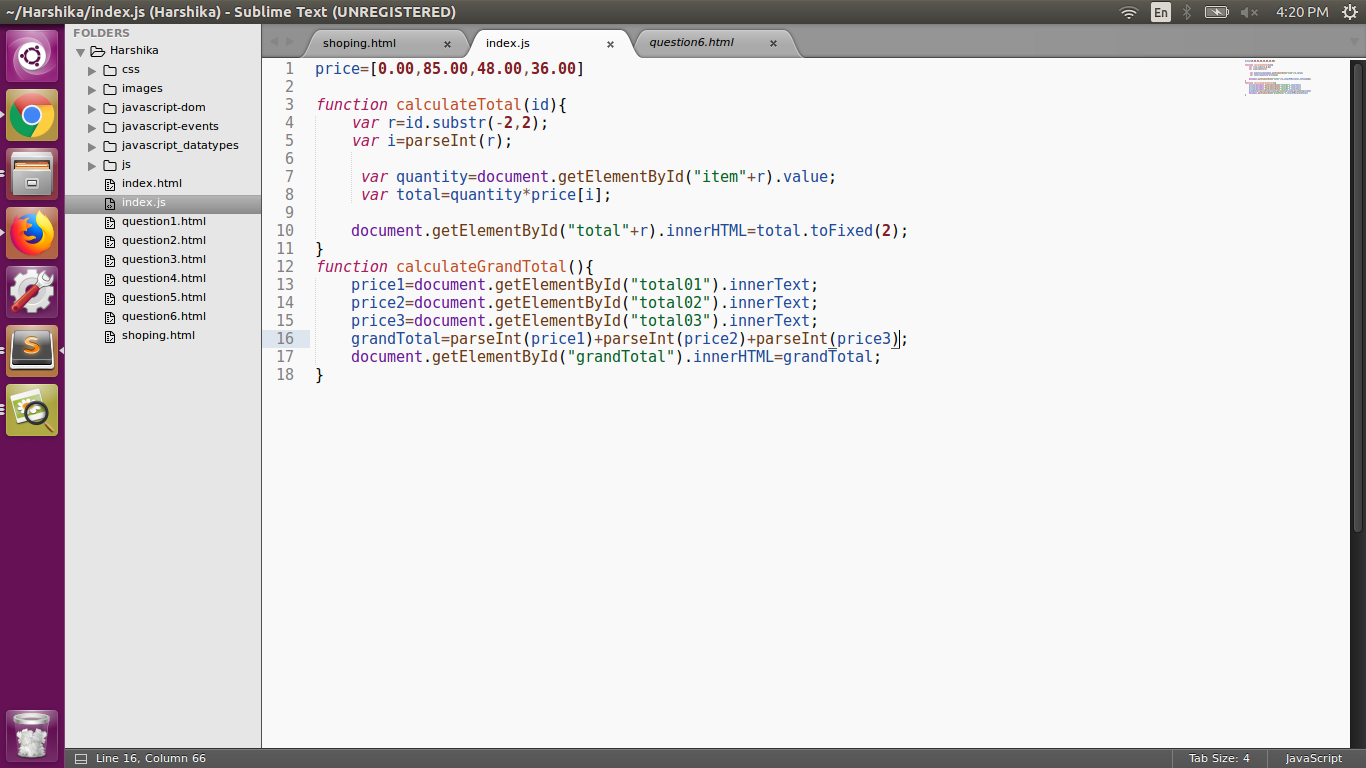 ~/Harshika/index.js (Harshika) - Sublime Text (UNREGISTERED)
En
4:20 PM
FOLDERS
Harshika
css
images
javascript-dom
javascript-events
javascript_datatypes
js
index.html
index.js
question1.html
question2.html
question3.html
question4.html
question5.html
question6.html
shoping.html
shoping.html × index.js × question6.html ×
1 price=[0.00,85.00,48.00,36.00]
2
3 function calculateTotal(id){
4 var r=id.substr(-2,2);
5 var i=parseInt(r);
6
7 var quantity=document.getElementById("item"+r).value;
8 var total=quantity*price[i];
9
10 document.getElementById("total"+r).innerHTML=total.toFixed(2);
11 }
12 function calculateGrandTotal(){
13 price1=document.getElementById("total01").innerText;
14 price2=document.getElementById("total02").innerText;
15 price3=document.getElementById("total03").innerText;
16 grandTotal=parseInt(price1)+parseInt(price2)+parseInt(price3);
17 document.getElementById("grandTotal").innerHTML=grandTotal;
18 }
S
Line 16, Column 66
Tab Size: 4
JavaScript